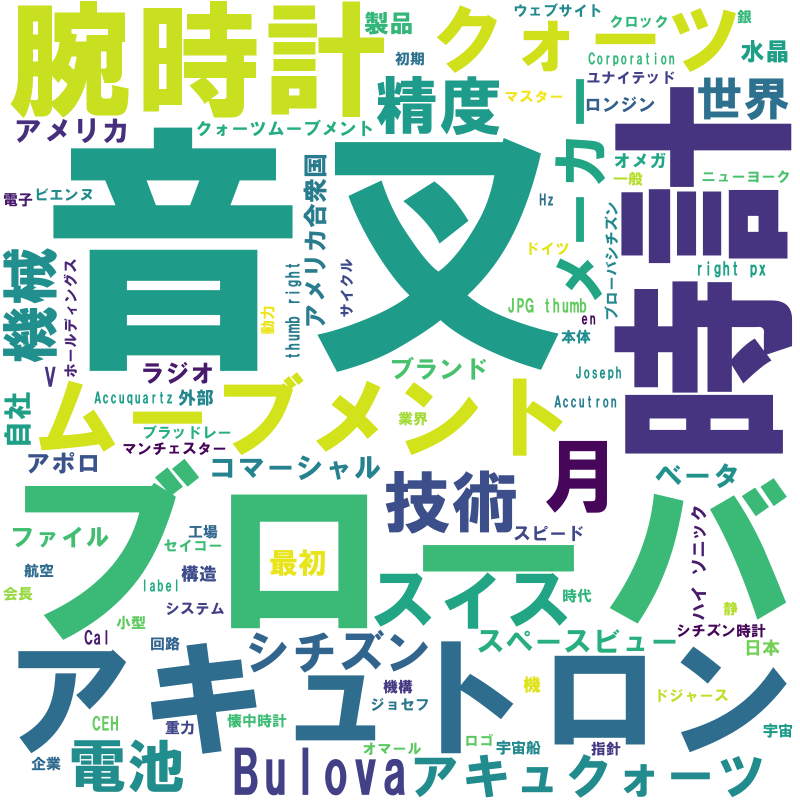 腕時計
製品
クォーツ
ウェブサイト
クロック
銀
初期
Corporation
水晶
ユナイテッド
アメリカ
クォーツムーブメント
精度
マスター
ロンジン
世界
電子
ビエンヌ
音叉
アメリカ合衆国
Hz
メーカー
オメガ
一般
ニューヨーク
時計
ドイツ
ブローバシチズン
機械
ホールディングス
動力
thumb right
サイクル
JPG thumb
en
right px
V
ラジオ
本体
ブランド
Joseph
自社
Accuquartz
外部
Accutron
ムーブメント
業界
ブラッドレー
マンチェスター
月
アポロ
コマーシャル
技術
ベータ
ブローバ
ファイル
工場
セイコー
最初
スピード
ハイ
ソニック
航空
label
構造
スイス
時代
会長
システム
静
小型
Cal
回路
シチズン
スペースビュー
シチズン時計
日本
アキュトロン
機構
機
ジョセフ
ドジャース
CEH
重力
懐中時計
ロゴ
宇宙
企業
電池
オマール
宇宙船
指針
Bulova
アキュクォーツ